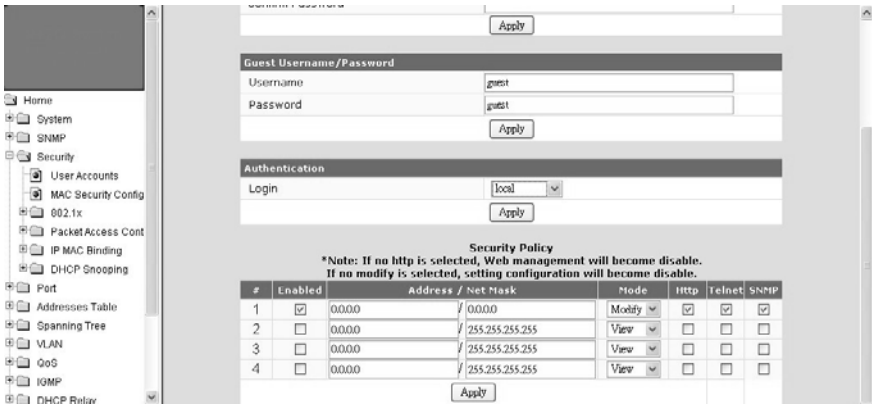 Apply
Guest Username/Password
Username guest
Password guest
Apply
Authentication
Login local
Apply
Security Policy
*Note: If no http is selected, Web management will become disable.
If no modify is selected, setting configuration will become disable.
# Enabled Address / Net Mask Mode Http Telnet SNMP
1 0.0.0.0 / 0.0.0.0 Modify
2 0.0.0.0 / 255.255.255.255 View
3 0.0.0.0 / 255.255.255.255 View
4 0.0.0.0 / 255.255.255.255 View
Apply
Home
System
SNMP
Security
User Accounts
MAC Security Config
802.1x
Packet Access Cont
IP MAC Binding
DHCP Snooping
Port
Addresses Table
Spanning Tree
VLAN
QoS
IGMP
DHCP Relay